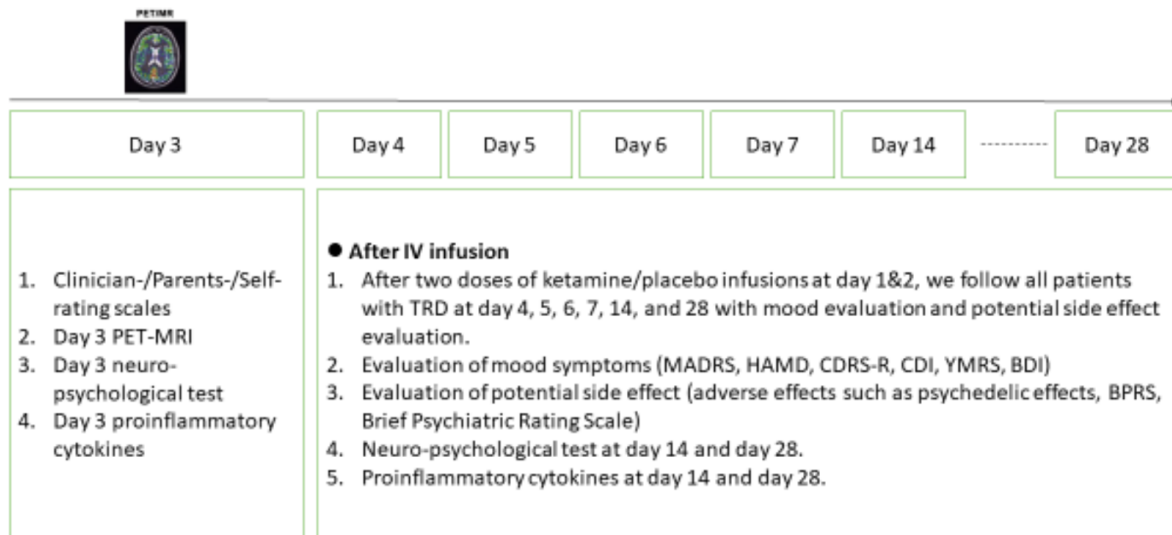 PETIMR
Day 3
Day 4
Day 5
Day 6
Day 7
Day 14
Day 28
1. Clinician-/Parents-/Self-
rating scales
2. Day 3 PET-MRI
3. Day 3 neuro-
psychological test
4. Day 3 proinflammatory
cytokines
● After IV infusion
1. After two doses of ketamine/placebo infusions at day 1&2, we follow all patients
with TRD at day 4, 5, 6, 7, 14, and 28 with mood evaluation and potential side effect
evaluation.
2. Evaluation of mood symptoms (MADRS, HAMD, CDRS-R, CDI, YMRS, BDI)
3. Evaluation of potential side effect (adverse effects such as psychedelic effects, BPRS,
Brief Psychiatric Rating Scale)
4. Neuro-psychological test at day 14 and day 28.
5. Proinflammatory cytokines at day 14 and day 28.